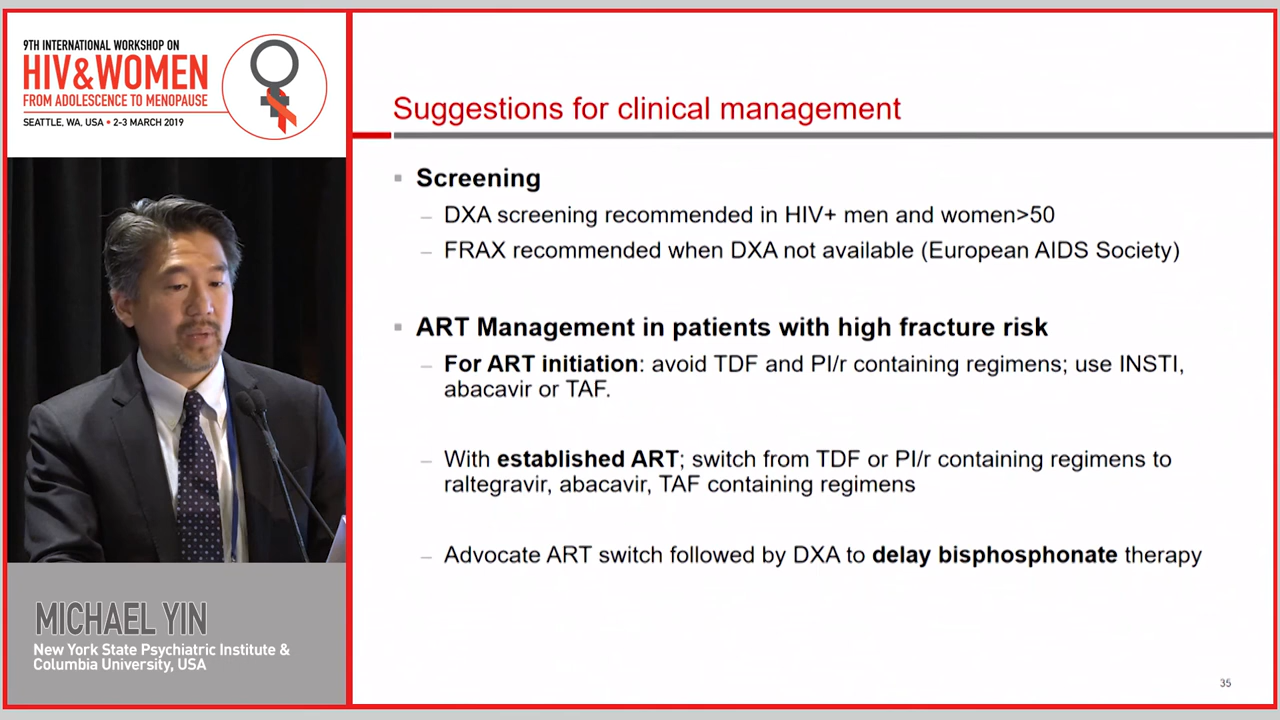 9TH INTERNATIONAL WORKSHOP ON
HIV&WOMEN
FROM ADOLESCENCE TO MENOPAUSE
SEATTLE, WA, USA • 2-3 MARCH 2019
MICHAEL YIN
New York State Psychiatric Institute &
Columbia University, USA
Suggestions for clinical management
▪ Screening
– DXA screening recommended in HIV+ men and women>50
– FRAX recommended when DXA not available (European AIDS Society)
▪ ART Management in patients with high fracture risk
– For ART initiation: avoid TDF and PI/r containing regimens; use INSTI,
abacavir or TAF.
– With established ART; switch from TDF or PI/r containing regimens to
raltegravir, abacavir, TAF containing regimens
– Advocate ART switch followed by DXA to delay bisphosphonate therapy
35